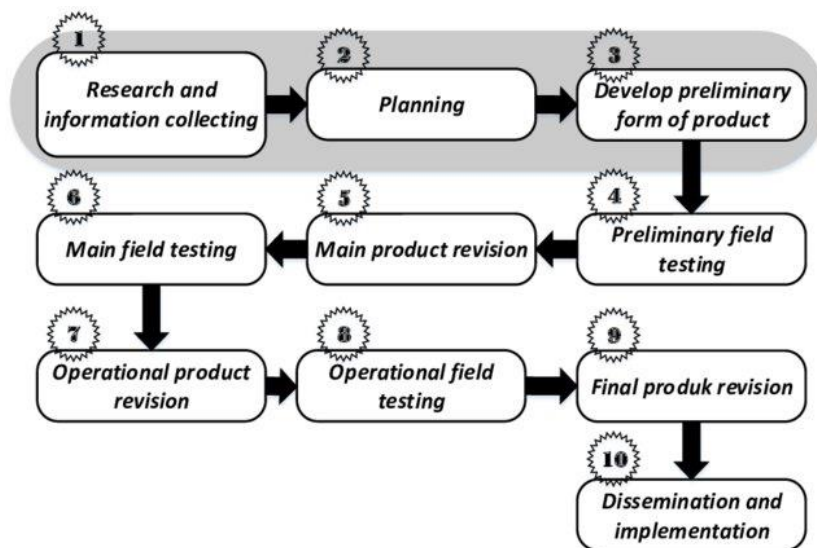 1
Research and
information collecting
2
Planning
3
Develop preliminary
form of product
4
Preliminary field
testing
5
Main product revision
6
Main field testing
7
Operational product
revision
8
Operational field
testing
9
Final produk revision
10
Dissemination and
implementation